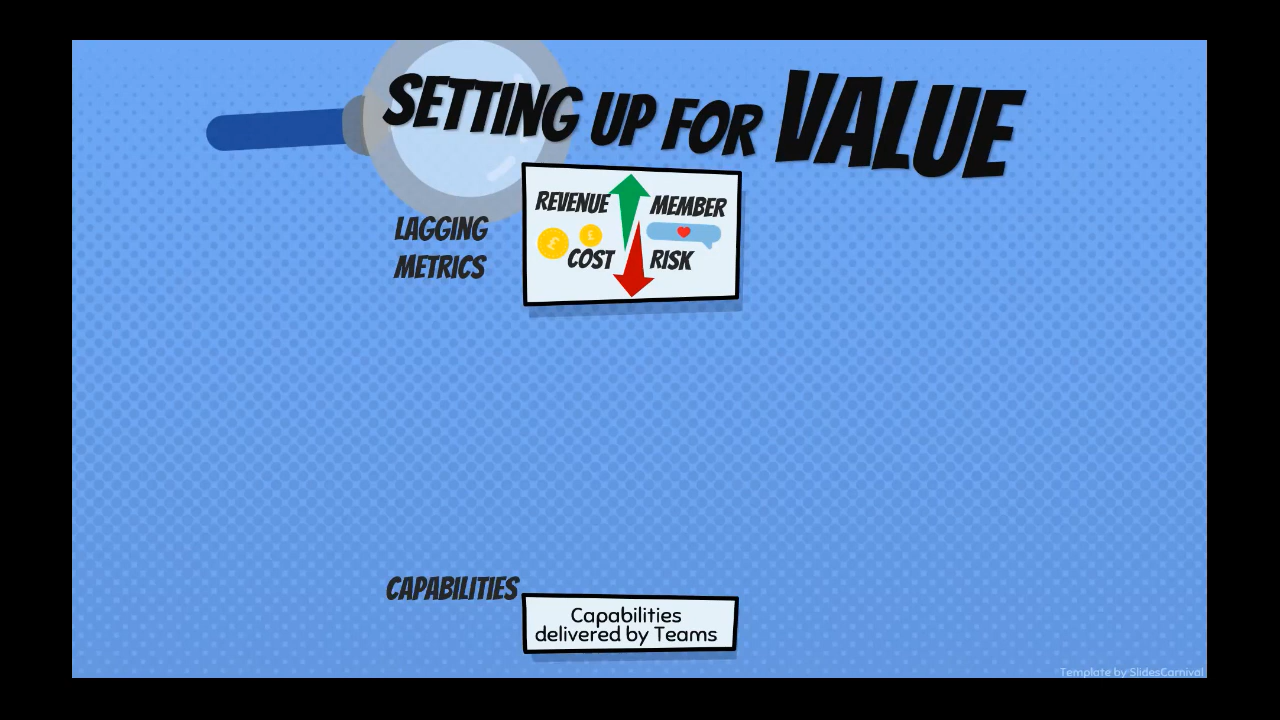 SETTING UP FOR VALUE
LAGGING
METRICS
REVENUE MEMBER
£ £
COST RISK
CAPABILITIES
Capabilities
delivered by Teams
Template by SlidesCarnival